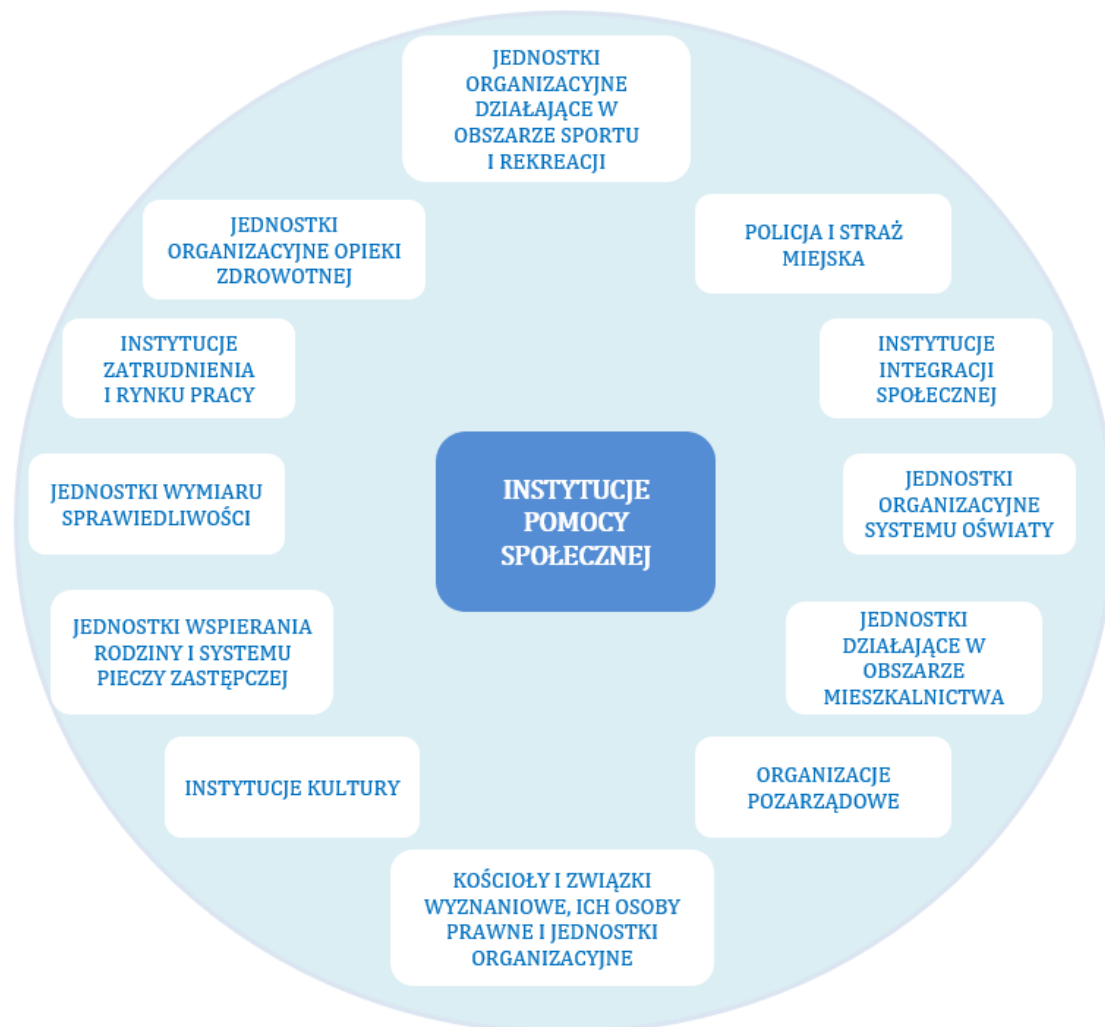 JEDNOSTKI
ORGANIZACYJNE
DZIAŁAJĄCE W
OBSZARZE SPORTU
I REKREACJI
JEDNOSTKI
ORGANIZACYJNE OPIEKI
ZDROWOTNEJ
POLICJA I STRAŻ
MIEJSKA
INSTYTUCJE
ZATRUDNIENIA
I RYNKU PRACY
INSTYTUCJE
INTEGRACJI
SPOŁECZNEJ
JEDNOSTKI WYMIARU
SPRAWIEDLIWOŚCI
INSTYTUCJE
POMOCY
SPOŁECZNEJ
JEDNOSTKI
ORGANIZACYJNE
SYSTEMU OŚWIATY
JEDNOSTKI WSPIERANIA
RODZINY I SYSTEMU
PIECZY ZASTĘPCZEJ
JEDNOSTKI
DZIAŁAJĄCE W
OBSZARZE
MIESZKALNICTWA
INSTYTUCJE KULTURY
ORGANIZACJE
POZARZĄDOWE
KOŚCIOŁY I ZWIĄZKI
WYZNANIOWE, ICH OSOBY
PRAWNE I JEDNOSTKI
ORGANIZACYJNE